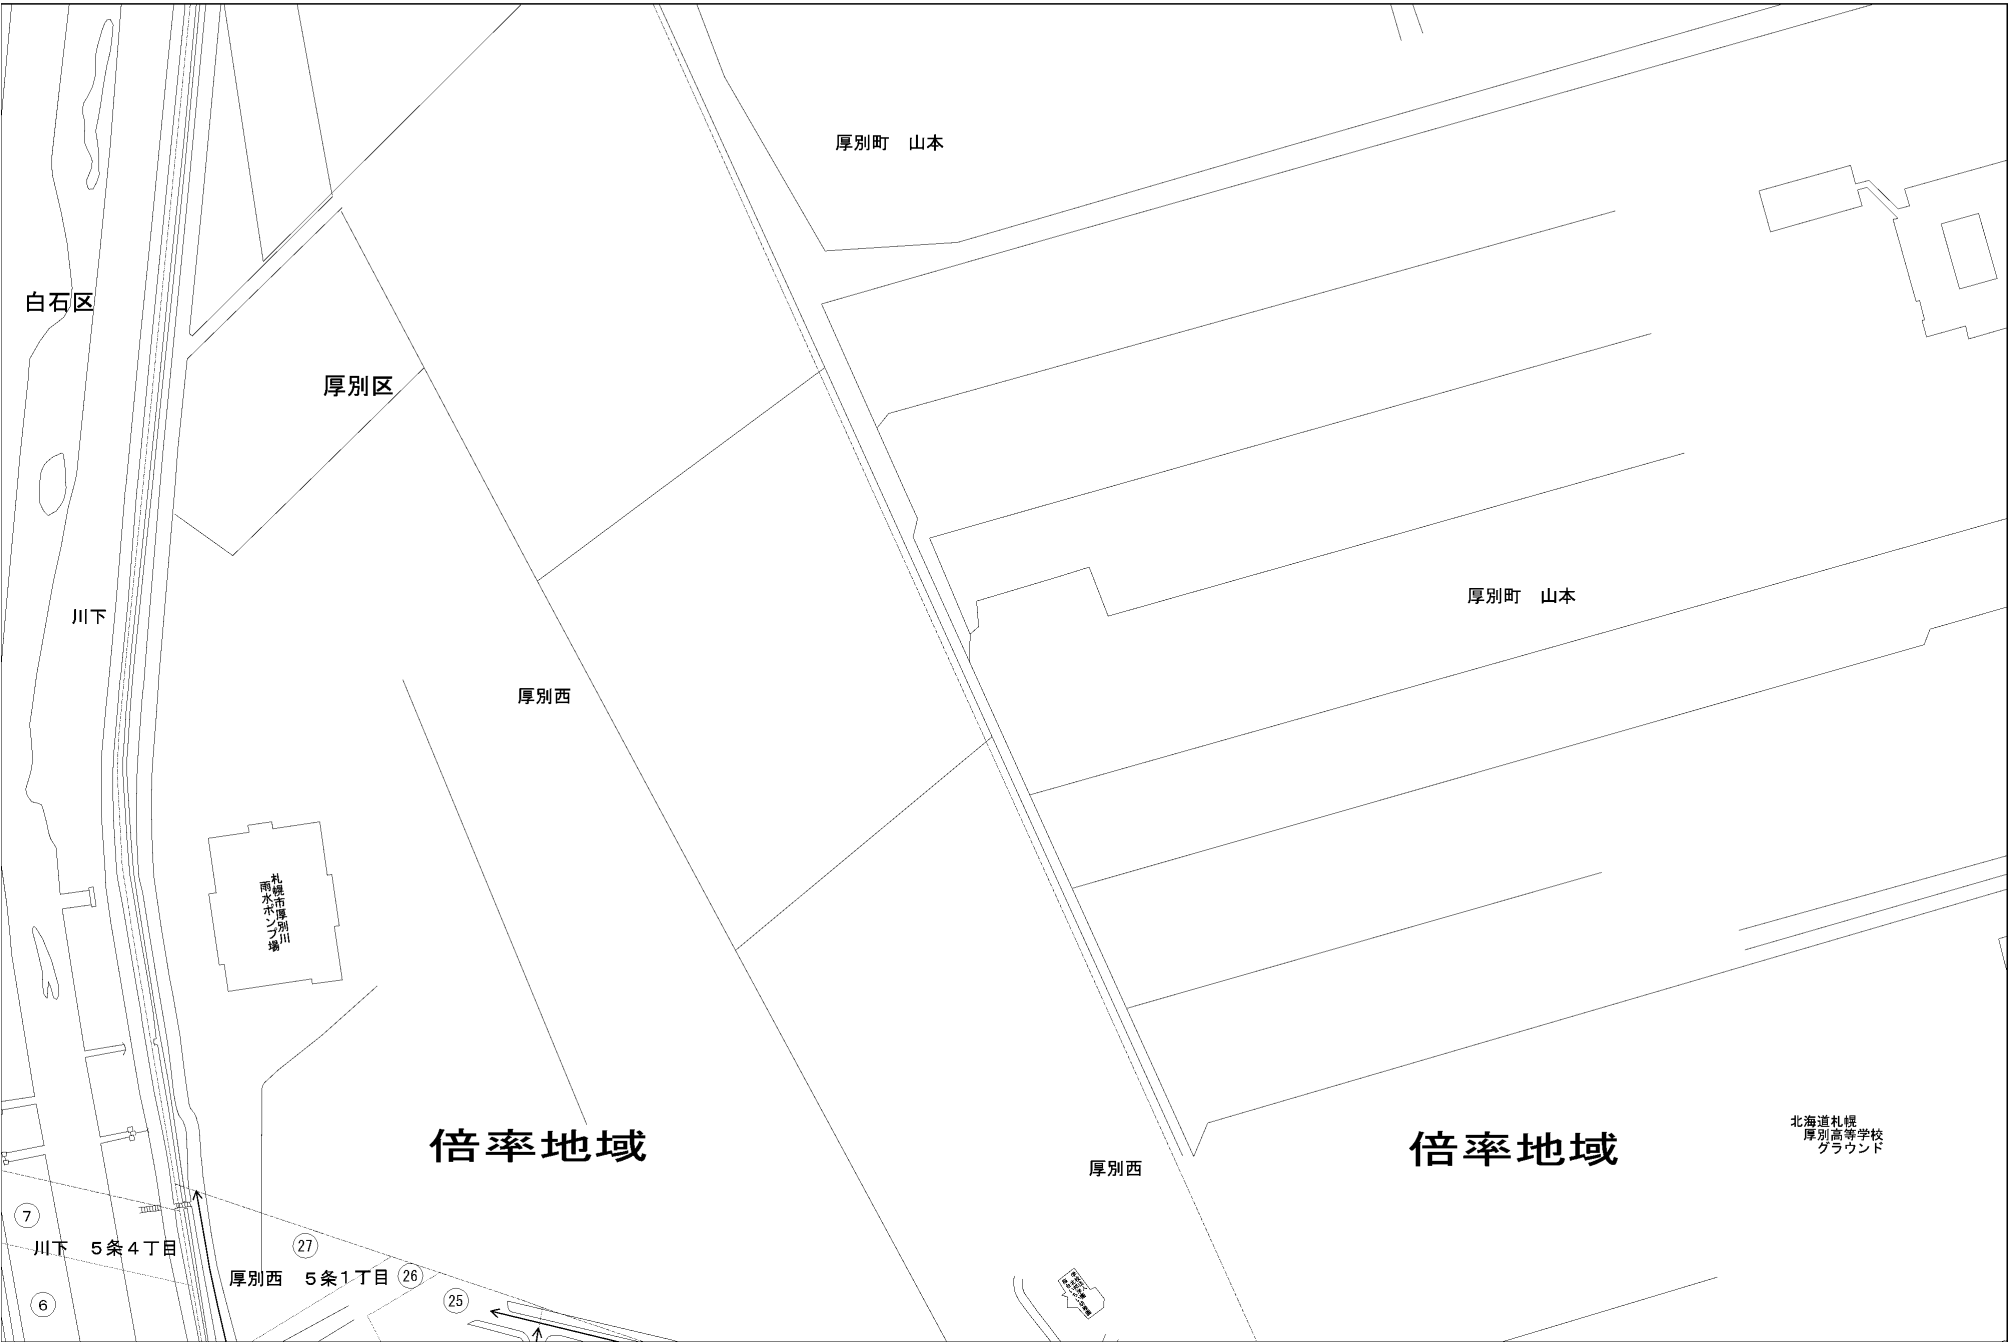 厚別町　山本
白石区
厚別区
厚別町　山本
川下
厚別西
札幌市厚別川
雨水ポンプ場
倍率地域
倍率地域
北海道札幌
厚別高等学校
グラウンド
厚別西
7
川下　５条４丁目
27
厚別西　５条１丁目
26
25
6